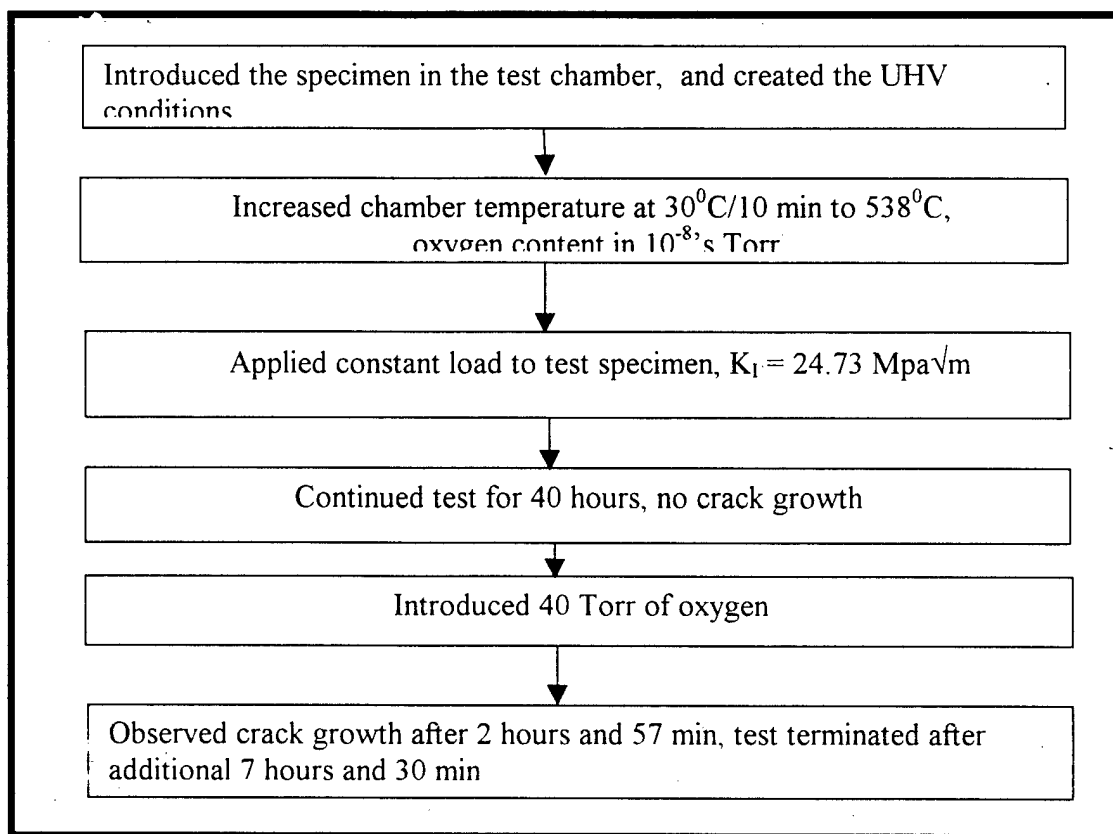 Introduced the specimen in the test chamber, and created the UHV
conditions
Increased chamber temperature at 30⁰C/10 min to 538⁰C,
oxygen content in 10⁻⁸'s Torr
Applied constant load to test specimen, K_I = 24.73 Mpa√m
Continued test for 40 hours, no crack growth
Introduced 40 Torr of oxygen
Observed crack growth after 2 hours and 57 min, test terminated after
additional 7 hours and 30 min